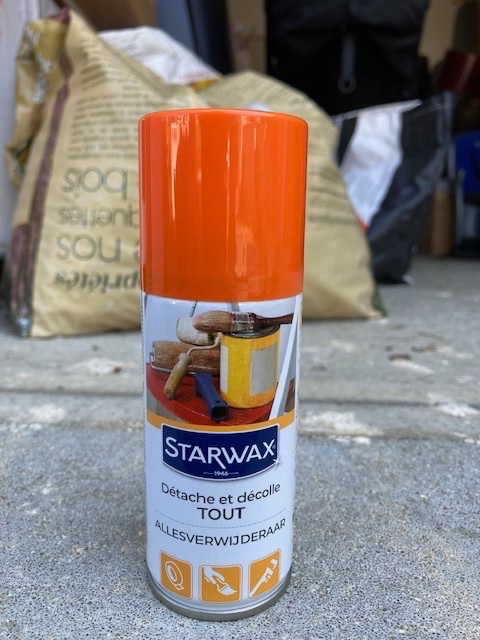 STARWAX
1946
Détache et décolle
TOUT
ALLESVERWIJDERAAR